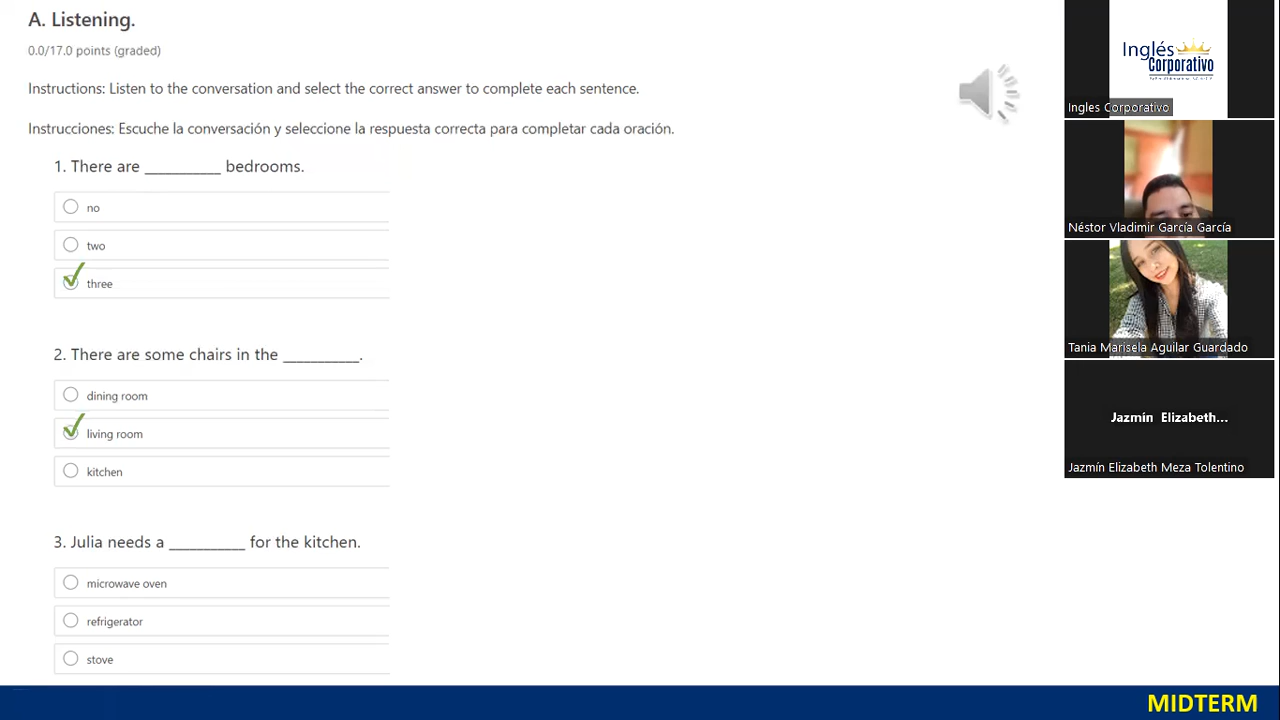 A. Listening.
0.0/17.0 points (graded)
Instructions: Listen to the conversation and select the correct answer to complete each sentence.
Instrucciones: Escuche la conversación y seleccione la respuesta correcta para completar cada oración.
1. There are ___________ bedrooms.
no
two
three
2. There are some chairs in the ___________.
dining room
living room
kitchen
3. Julia needs a ___________ for the kitchen.
microwave oven
refrigerator
stove
MIDTERM
Inglés
Corporativo
Ingles Corporativo
Néstor Vladimir García García
Tania Marisela Aguilar Guardado
Jazmín Elizabeth...
Jazmín Elizabeth Meza Tolentino